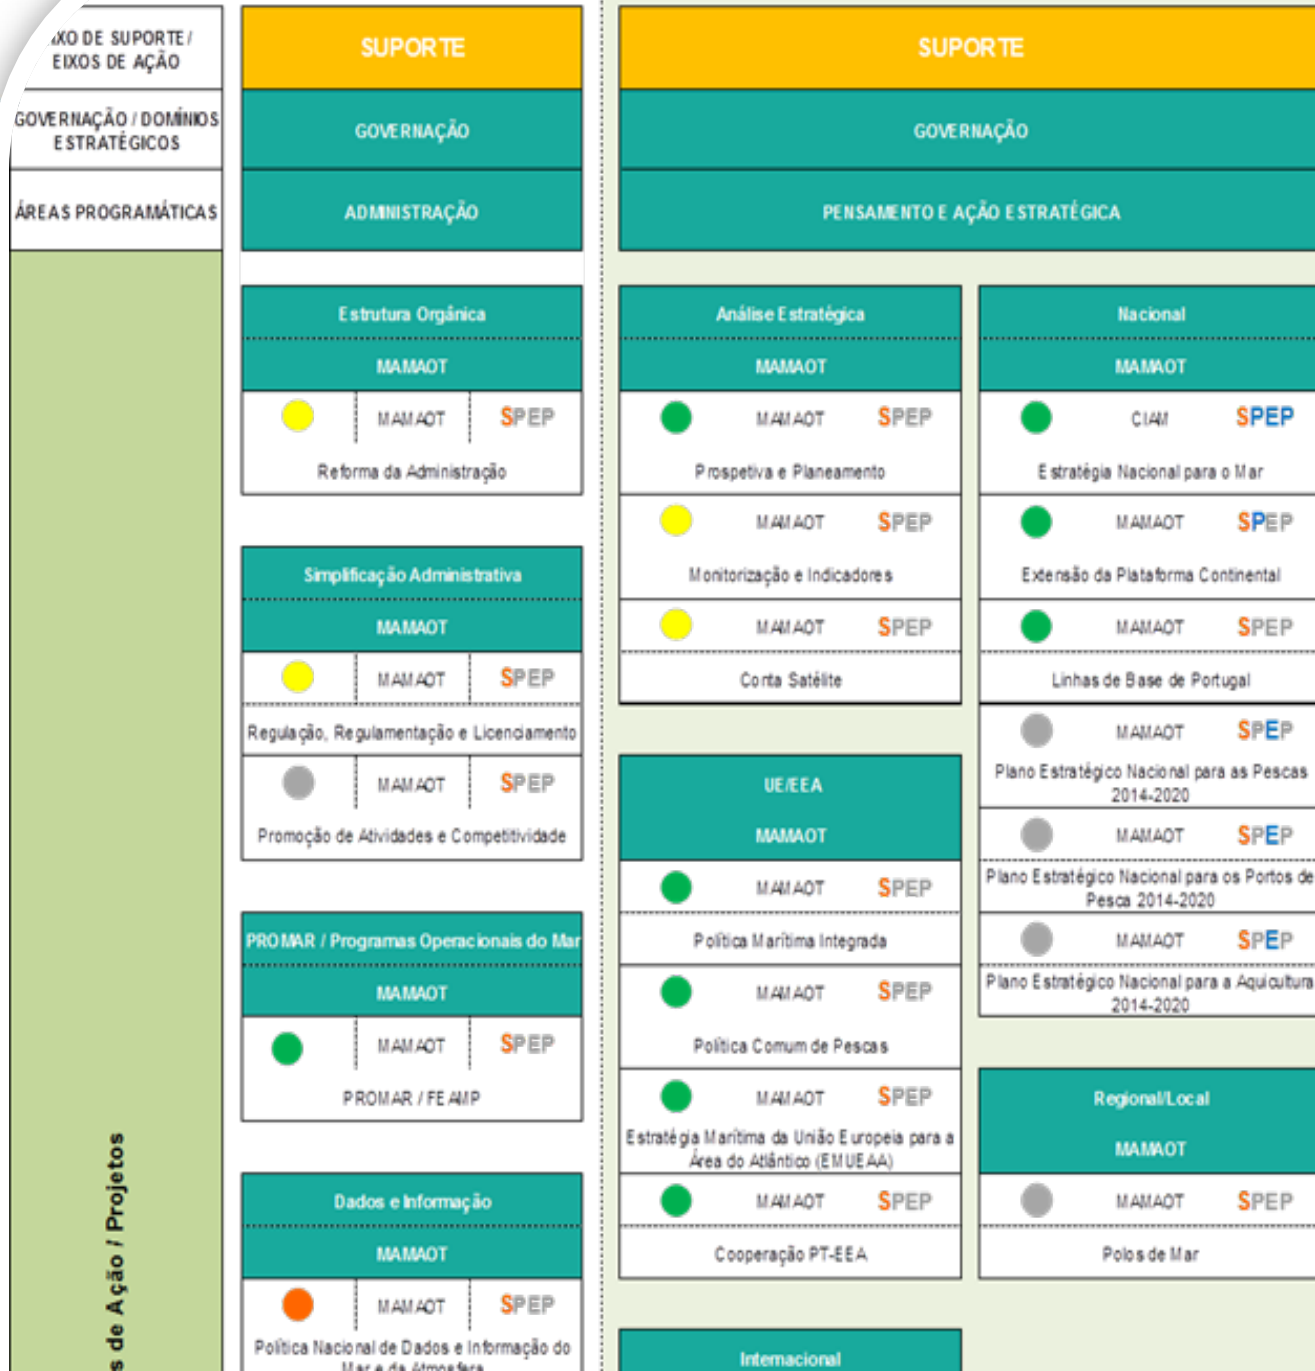 EIXOS DE AÇÃO
DE SUPORTE /
GOVERNAÇÃO / DOMÍNIOS
ESTRATÉGICOS
ÁREAS PROGRAMÁTICAS
de Ação / Projetos
SUPORTE
GOVERNAÇÃO
ADMINISTRAÇÃO
Estrutura Orgânica
MAMAOT
MAMAOT SPEP
Reforma da Administração
Simplificação Administrativa
MAMAOT
MAMAOT SPEP
Regulação, Regulamentação e Licenciamento
MAMAOT SPEP
Promoção de Atividades e Competitividade
PROMAR / Programas Operacionais do Mar
MAMAOT
MAMAOT SPEP
PROMAR / FEAMP
Dados e Informação
MAMAOT
MAMAOT SPEP
Política Nacional de Dados e Informação do
Mar e da Atmosfera
SUPORTE
GOVERNAÇÃO
PENSAMENTO E AÇÃO ESTRATÉGICA
Análise Estratégica
MAMAOT
MAMAOT SPEP
Prospetiva e Planeamento
MAMAOT SPEP
Monitorização e Indicadores
MAMAOT SPEP
Conta Satélite
UE/EEA
MAMAOT
MAMAOT SPEP
Política Marítima Integrada
MAMAOT SPEP
Política Comum de Pescas
MAMAOT SPEP
Estratégia Marítima da União Europeia para a
Área do Atlântico (EMUEAA)
MAMAOT SPEP
Cooperação PT-EEA
Internacional
Nacional
MAMAOT
CIAM SPEP
Estratégia Nacional para o Mar
MAMAOT SPEP
Extensão da Plataforma Continental
MAMAOT SPEP
Linhas de Base de Portugal
MAMAOT SPEP
Plano Estratégico Nacional para as Pescas
2014-2020
MAMAOT SPEP
Plano Estratégico Nacional para os Portos de
Pesca 2014-2020
MAMAOT SPEP
Plano Estratégico Nacional para a Aquicultura
2014-2020
Regional/Local
MAMAOT
MAMAOT SPEP
Polos de Mar